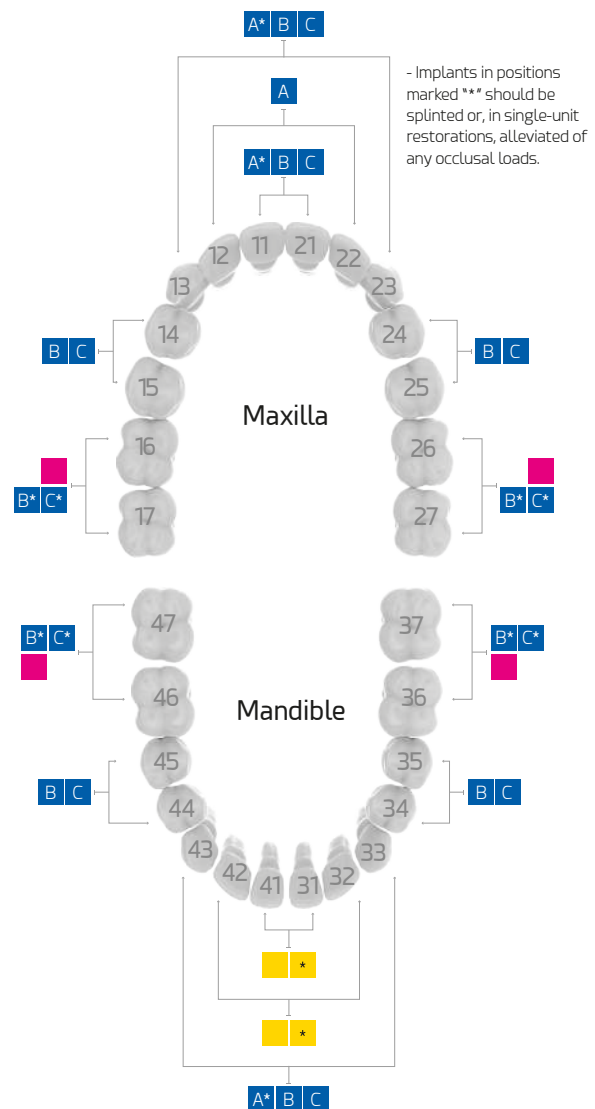 A* B C
- Implants in positions
marked "*" should be
splinted or, in single-unit
restorations, alleviated of
any occlusal loads.
A
A* B C
11 21
12 22
13 23
14 24
B C B C
15 25
Maxilla
16 26
B* C* B* C*
17 27
47 37
B* C* B* C*
46 36
Mandible
45 35
B C B C
44 34
43 33
42 32
41 31
*
*
A* B C